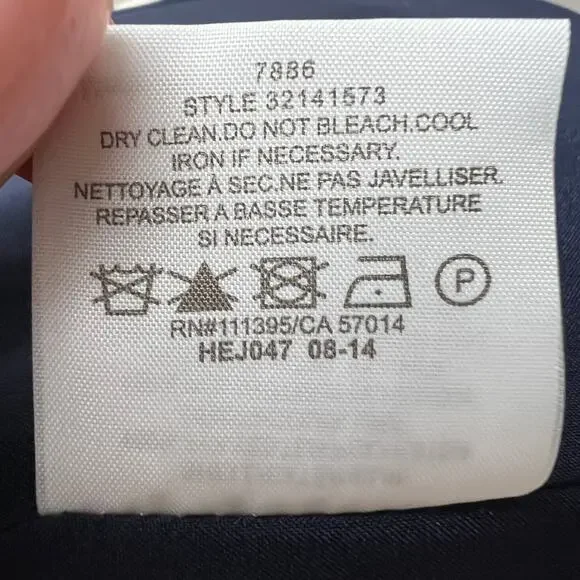 7886
STYLE 32141573
DRY CLEAN.DO NOT BLEACH.COOL
IRON IF NECESSARY.
NETTOYAGE À SEC.NE PAS JAVELLISER.
REPASSER A BASSE TEMPERATURE
SI NECESSAIRE.
P
RN#111395/CA 57014
HEJ047 08-14